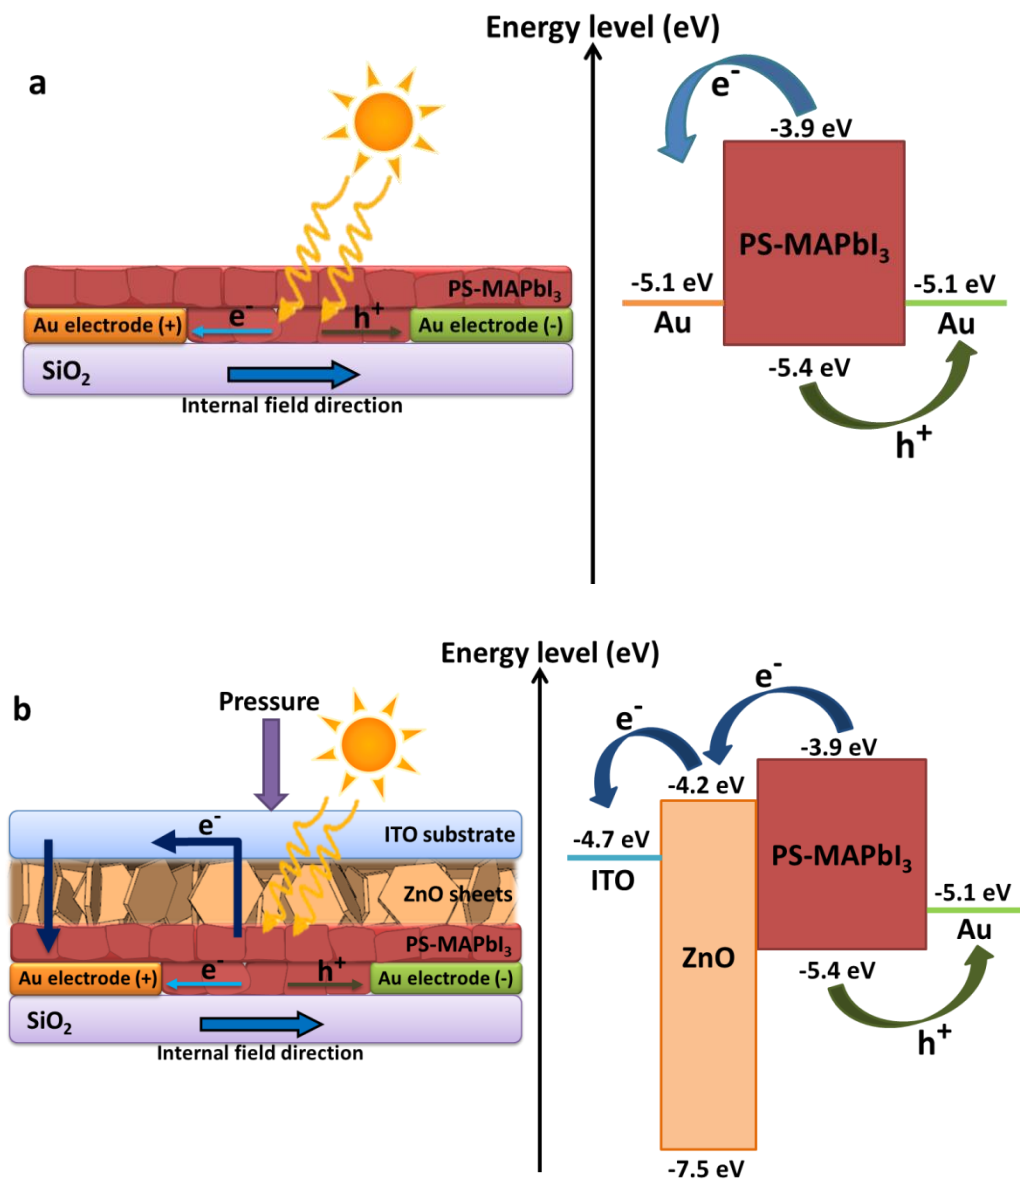 a
Energy level (eV)
PS-MAPbI₃
e⁻
h⁺
Au electrode (+)
Au electrode (-)
SiO₂
Internal field direction
e⁻
-3.9 eV
PS-MAPbI₃
-5.1 eV
Au
-5.1 eV
Au
-5.4 eV
h⁺
b
Energy level (eV)
Pressure
e⁻
ITO substrate
ZnO sheets
PS-MAPbI₃
e⁻
h⁺
Au electrode (+)
Au electrode (-)
SiO₂
Internal field direction
e⁻
e⁻
-3.9 eV
-4.2 eV
-4.7 eV
ITO
PS-MAPbI₃
ZnO
-5.1 eV
Au
-5.4 eV
h⁺
-7.5 eV